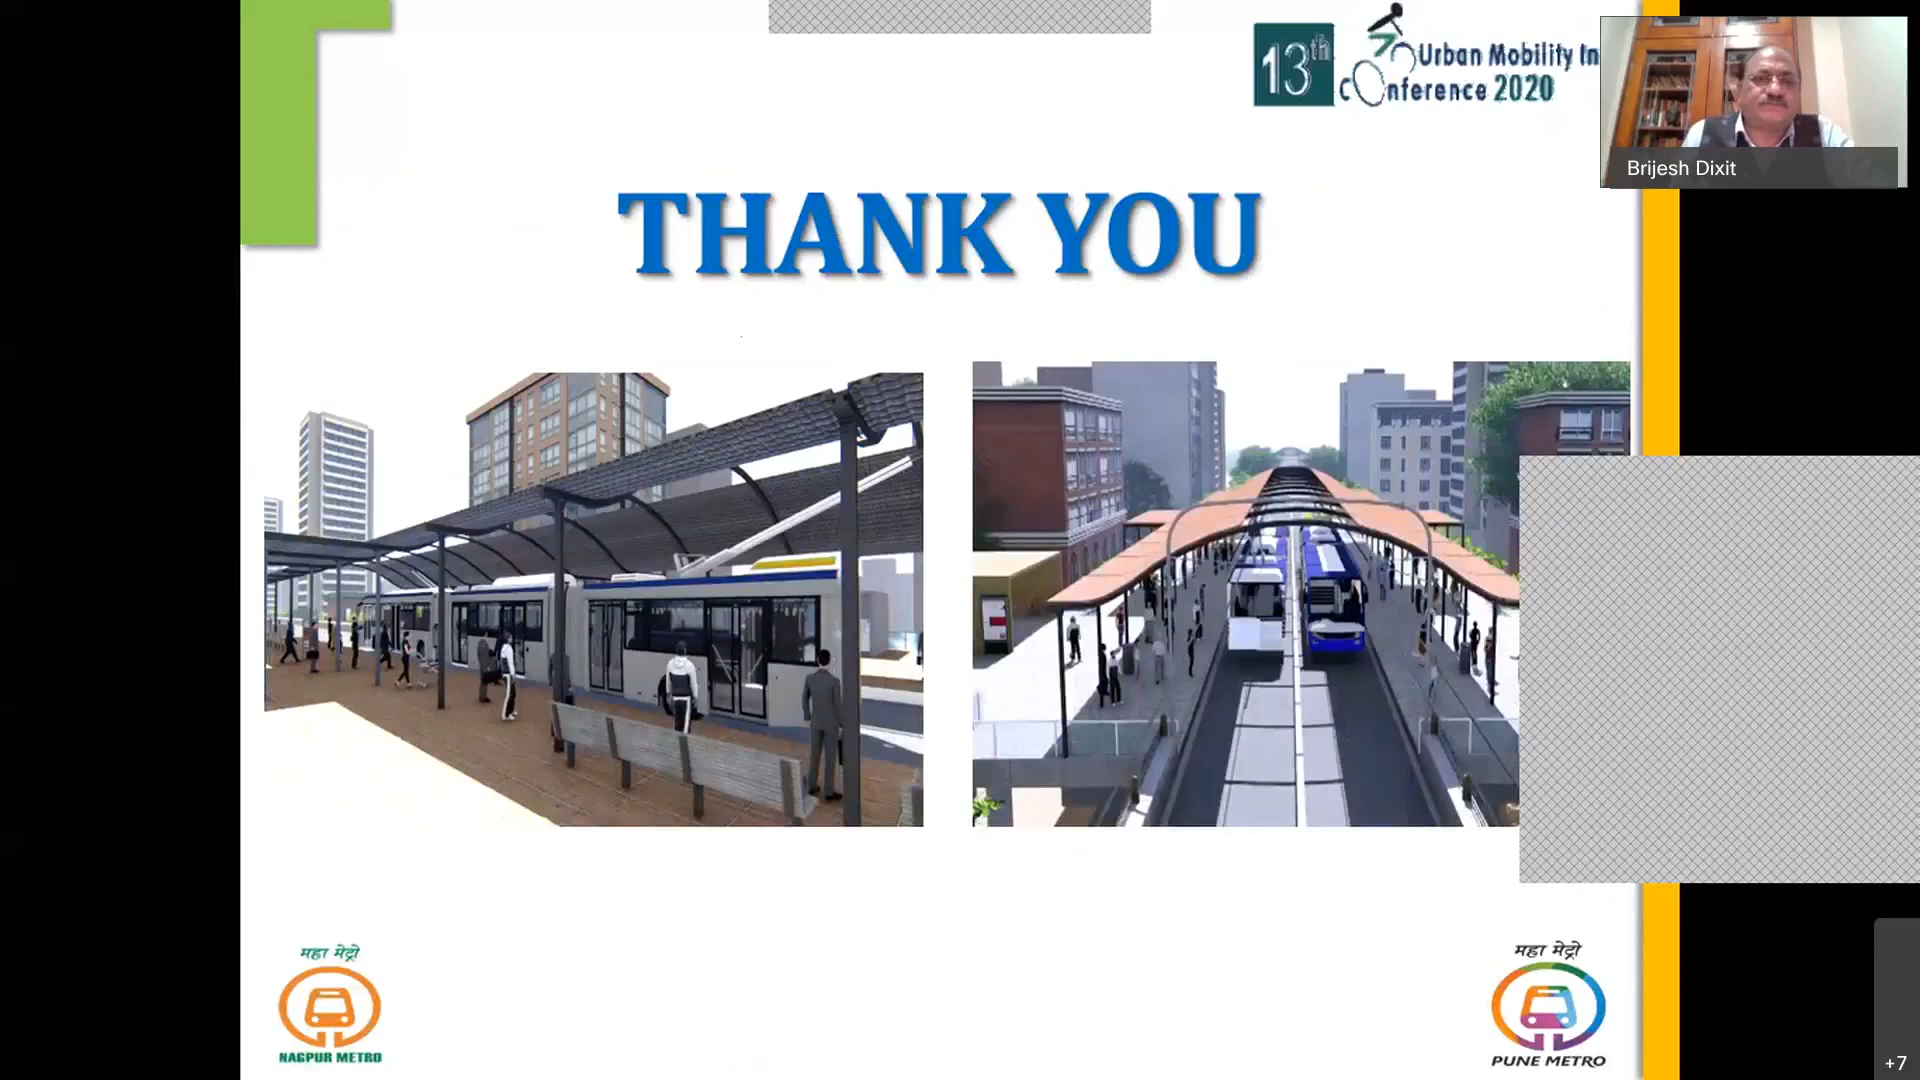 13th
Urban Mobility In
Conference 2020
Brijesh Dixit
THANK YOU
महा मेट्रो
NAGPUR METRO
महा मेट्रो
PUNE METRO
+7